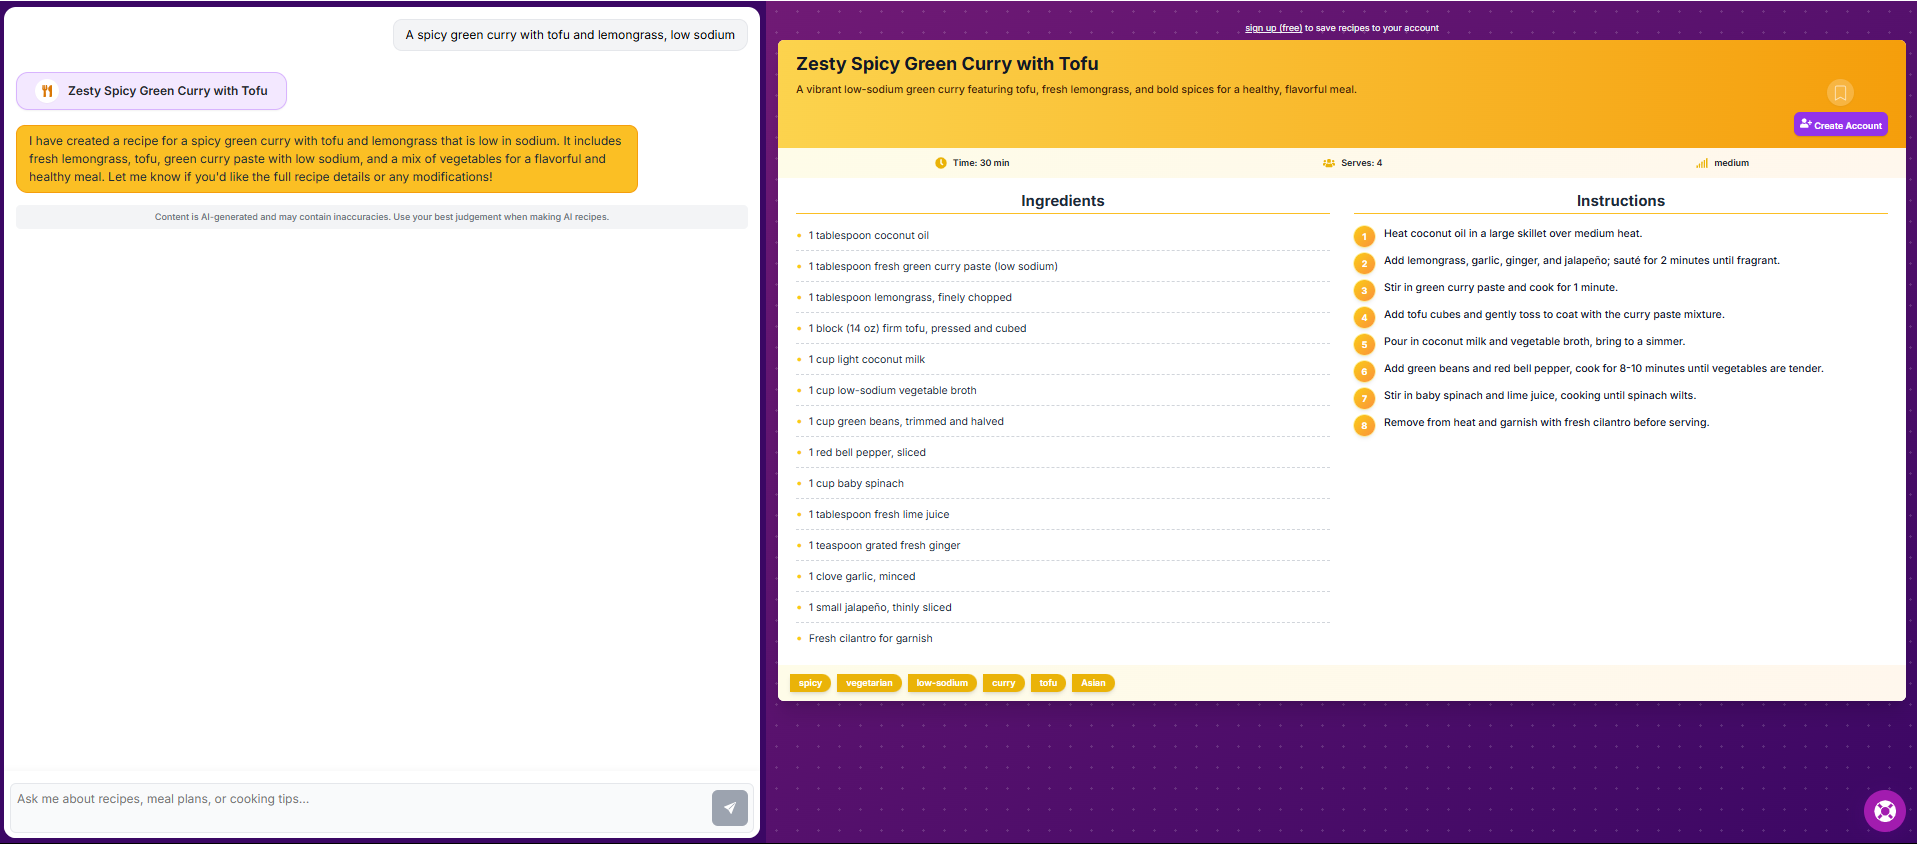 A spicy green curry with tofu and lemongrass, low sodium
Zesty Spicy Green Curry with Tofu
I have created a recipe for a spicy green curry with tofu and lemongrass that is low in sodium. It includes
fresh lemongrass, tofu, green curry paste with low sodium, and a mix of vegetables for a flavorful and
healthy meal. Let me know if you'd like the full recipe details or any modifications!
Content is AI-generated and may contain inaccuracies. Use your best judgement when making AI recipes.
Ask me about recipes, meal plans, or cooking tips...
sign up (free) to save recipes to your account
Zesty Spicy Green Curry with Tofu
A vibrant low-sodium green curry featuring tofu, fresh lemongrass, and bold spices for a healthy, flavorful meal.
Create Account
Time: 30 min
Serves: 4
medium
Ingredients
1 tablespoon coconut oil
1 tablespoon fresh green curry paste (low sodium)
1 tablespoon lemongrass, finely chopped
1 block (14 oz) firm tofu, pressed and cubed
1 cup light coconut milk
1 cup low-sodium vegetable broth
1 cup green beans, trimmed and halved
1 red bell pepper, sliced
1 cup baby spinach
1 tablespoon fresh lime juice
1 teaspoon grated fresh ginger
1 clove garlic, minced
1 small jalapeño, thinly sliced
Fresh cilantro for garnish
Instructions
1 Heat coconut oil in a large skillet over medium heat.
2 Add lemongrass, garlic, ginger, and jalapeño; sauté for 2 minutes until fragrant.
3 Stir in green curry paste and cook for 1 minute.
4 Add tofu cubes and gently toss to coat with the curry paste mixture.
5 Pour in coconut milk and vegetable broth, bring to a simmer.
6 Add green beans and red bell pepper, cook for 8-10 minutes until vegetables are tender.
7 Stir in baby spinach and lime juice, cooking until spinach wilts.
8 Remove from heat and garnish with fresh cilantro before serving.
spicy
vegetarian
low-sodium
curry
tofu
Asian